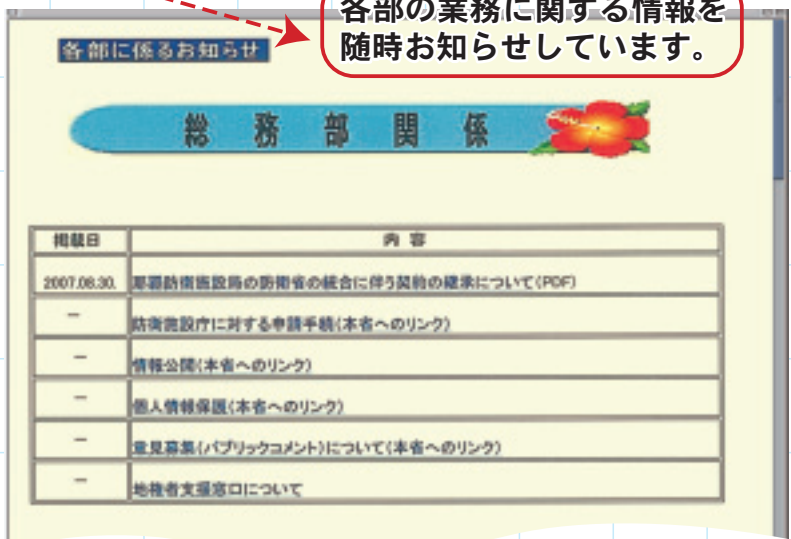 各部の業務に関する情報を
随時お知らせしています。
各部に係るお知らせ
総務部関係
掲載日 内容
2007.08.30. 那覇防衛施設局の防衛省の統合に伴う契約の継承について(PDF)
－ 防衛施設庁に対する申請手続(本省へのリンク)
－ 情報公開(本省へのリンク)
－ 個人情報保護(本省へのリンク)
－ 意見募集(パブリックコメント)について(本省へのリンク)
－ 地権者支援窓口について